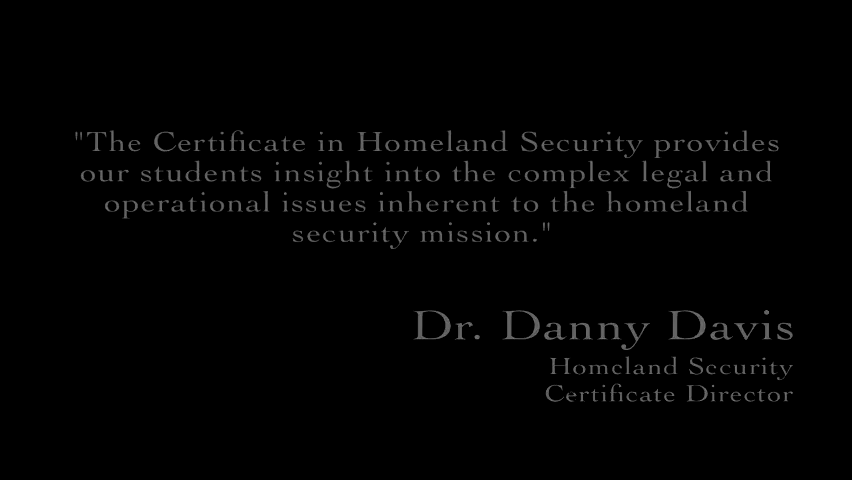 "The Certificate in Homeland Security provides
our students insight into the complex legal and
operational issues inherent to the homeland
security mission."
Dr. Danny Davis
Homeland Security
Certificate Director